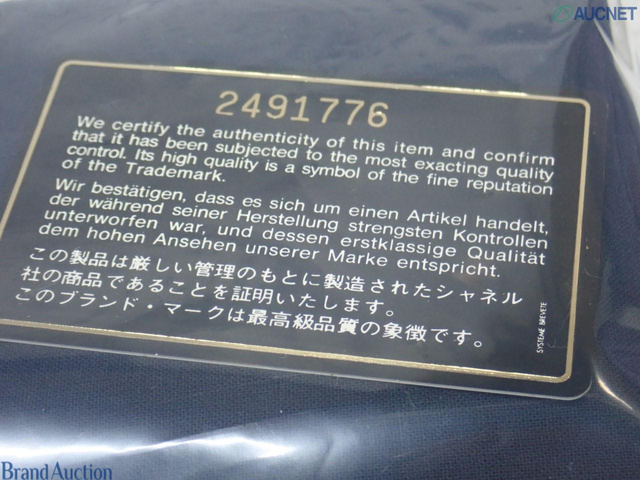 AUCNET
2491776
We certify the authenticity of this item and confirm
that it has been subjected to the most exacting quality
control. Its high quality is a symbol of the fine reputation
of the Trademark.
Wir bestätigen, dass es sich um einen Artikel handelt,
der während seiner Herstellung strengsten Kontrollen
unterworfen war, und dessen erstklassige Qualität
dem hohen Ansehen unserer Marke entspricht.
この製品は厳しい管理のもとに製造されたシャネル
社の商品であることを証明いたします。
このブランド・マークは最高級品質の象徴です。
SYSTEME BREVETE
Brand Auction